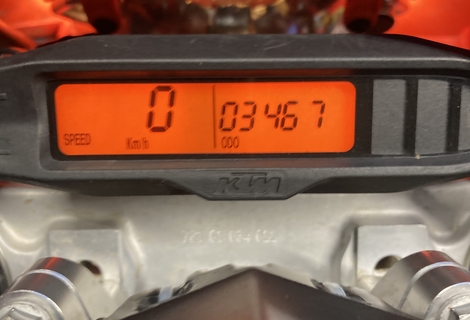 0 03467
SPEED Km/h ODO
KTM